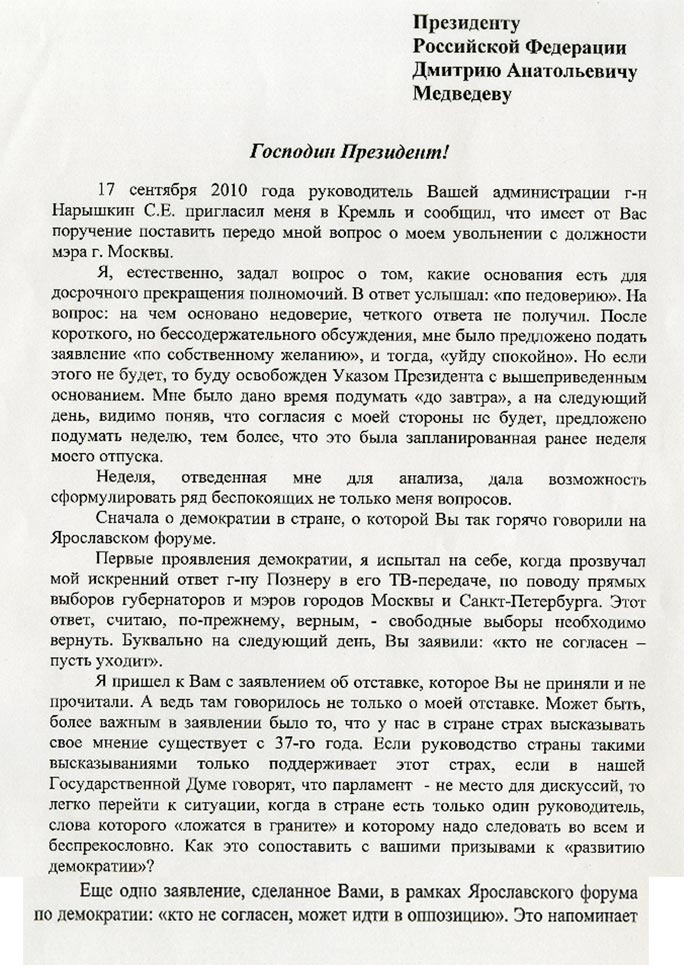 Президенту
Российской Федерации
Дмитрию Анатольевичу
Медведеву
Господин Президент!
17 сентября 2010 года руководитель Вашей администрации г-н
Нарышкин С.Е. пригласил меня в Кремль и сообщил, что имеет от Вас
поручение поставить передо мной вопрос о моем увольнении с должности
мэра г. Москвы.
Я, естественно, задал вопрос о том, какие основания есть для
досрочного прекращения полномочий. В ответ услышал: «по недоверию». На
вопрос: на чем основано недоверие, четкого ответа не получил. После
короткого, но бессодержательного обсуждения, мне было предложено подать
заявление «по собственному желанию», и тогда, «уйду спокойно». Но если
этого не будет, то буду освобожден Указом Президента с вышеприведенным
основанием. Мне было дано время подумать «до завтра», а на следующий
день, видимо поняв, что согласия с моей стороны не будет, предложено
подумать неделю, тем более, что это была запланированная ранее неделя
моего отпуска.
Неделя, отведенная мне для анализа, дала возможность
сформулировать ряд беспокоящих не только меня вопросов.
Сначала о демократии в стране, о которой Вы так горячо говорили на
Ярославском форуме.
Первые проявления демократии, я испытал на себе, когда прозвучал
мой искренний ответ г-ну Познеру в его ТВ-передаче, по поводу прямых
выборов губернаторов и мэров городов Москвы и Санкт-Петербурга. Этот
ответ, считаю, по-прежнему, верным, - свободные выборы необходимо
вернуть. Буквально на следующий день, Вы заявили: «кто не согласен –
пусть уходит».
Я пришел к Вам с заявлением об отставке, которое Вы не приняли и не
прочитали. А ведь там говорилось не только о моей отставке. Может быть,
более важным в заявлении было то, что у нас в стране страх высказывать
свое мнение существует с 37-го года. Если руководство страны такими
высказываниями только поддерживает этот страх, если в нашей
Государственной Думе говорят, что парламент - не место для дискуссий, то
легко перейти к ситуации, когда в стране есть только один руководитель,
слова которого «ложатся в граните» и которому надо следовать во всем и
беспрекословно. Как это сопоставить с вашими призывами к «развитию
демократии»?
Еще одно заявление, сделанное Вами, в рамках Ярославского форума
по демократии: «кто не согласен, может идти в оппозицию». Это напоминает